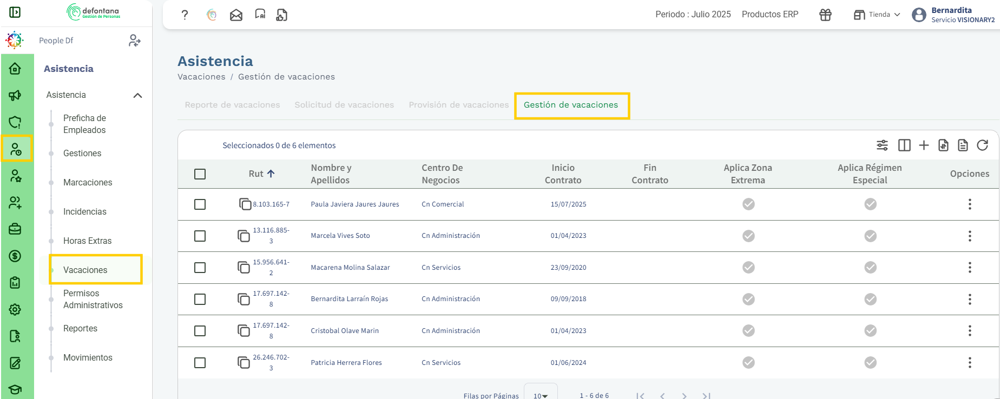 defontana
Gestión de Personas
People Df
Asistencia
Asistencia
Preficha de
Empleados
Gestiones
Marcaciones
Incidencias
Horas Extras
Vacaciones
Permisos
Administrativos
Reportes
Movimientos
? AI Periodo : Julio 2025 Productos ERP Tienda Bernardita
Servicio VISIONARY2
Asistencia
Vacaciones / Gestión de vacaciones
Reporte de vacaciones Solicitud de vacaciones Provisión de vacaciones Gestión de vacaciones
Seleccionados 0 de 6 elementos
Rut Nombre y Apellidos Centro De Negocios Inicio Contrato Fin Contrato Aplica Zona Extrema Aplica Régimen Especial Opciones
8.103.165-7 Paula Javiera Jaures Jaures Cn Comercial 15/07/2025
13.116.885-3 Marcela Vives Soto Cn Administración 01/04/2023
15.956.641-2 Macarena Molina Salazar Cn Servicios 23/09/2020
17.697.142-8 Bernardita Larraín Rojas Cn Administración 09/09/2018
17.697.142-8 Cristobal Olave Marin Cn Administración 01/04/2023
26.246.702-3 Patricia Herrera Flores Cn Servicios 01/06/2024
Filas por Páginas 10 1 - 6 de 6